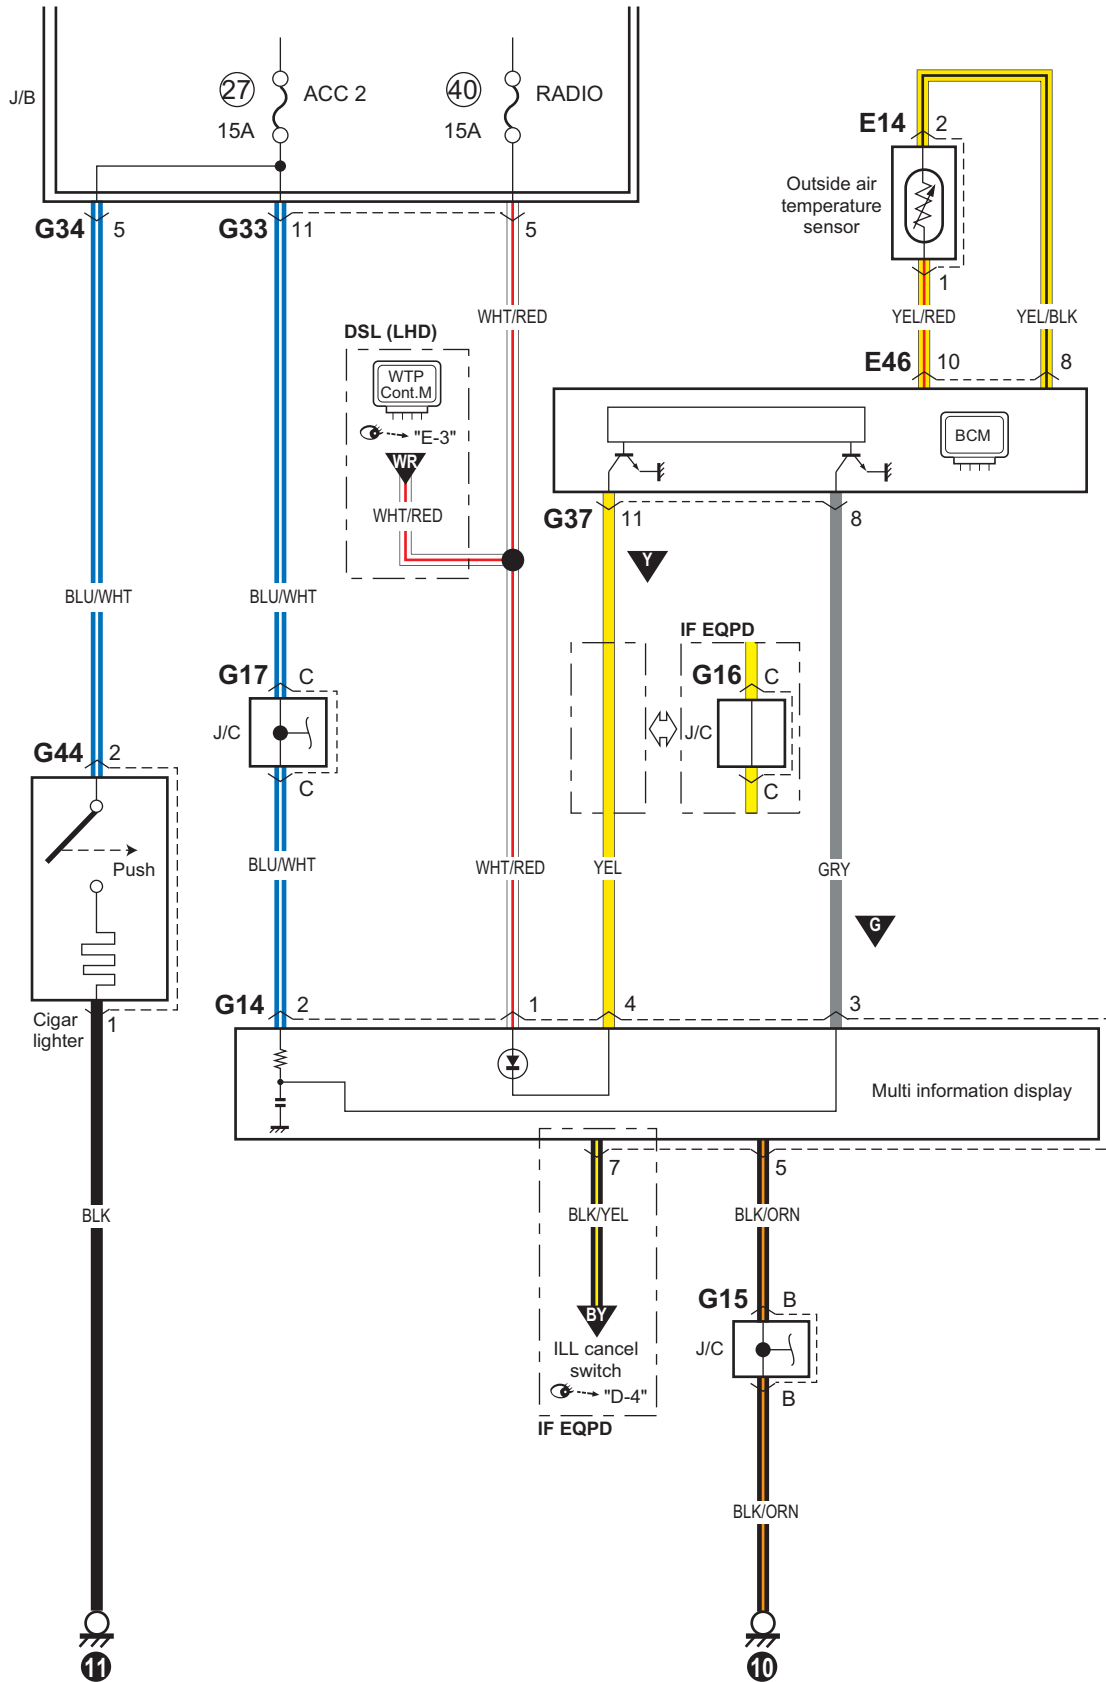 J/B
27
ACC 2
15A
40
RADIO
15A
E14
2
Outside air
temperature
sensor
1
G34
5
G33
11
5
WHT/RED
YEL/RED
YEL/BLK
DSL (LHD)
WTP
Cont.M
"E-3"
WR
WHT/RED
E46
10
8
BCM
G37
11
8
Y
BLU/WHT
BLU/WHT
IF EQPD
G17
C
J/C
C
G16
C
J/C
C
G44
2
Push
BLU/WHT
WHT/RED
YEL
GRY
G
Cigar
lighter
1
G14
2
1
4
3
Multi information display
7
5
BLK
BLK/YEL
BLK/ORN
BY
ILL cancel
switch
"D-4"
IF EQPD
G15
B
J/C
B
BLK/ORN
11
10